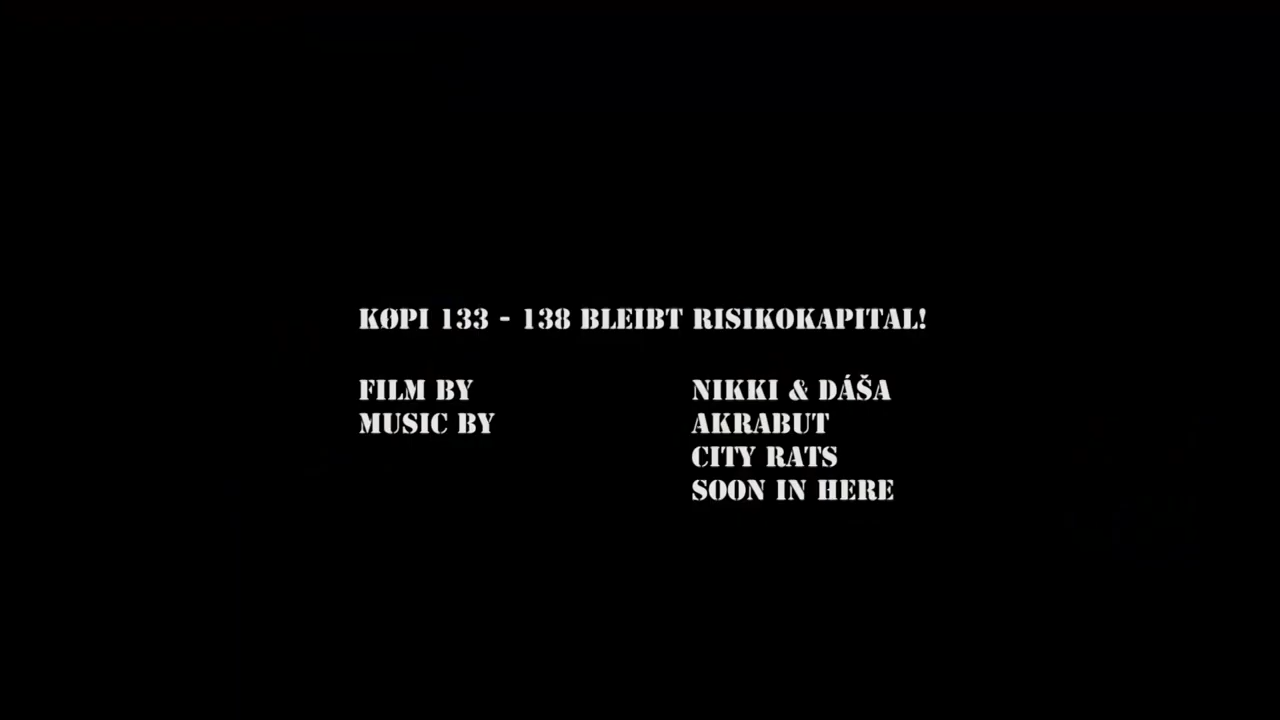 KØPI 133 - 138 BLEIBT RISIKOKAPITAL!
FILM BY NIKKI & DÁŠA
MUSIC BY AKRABUT
CITY RATS
SOON IN HERE